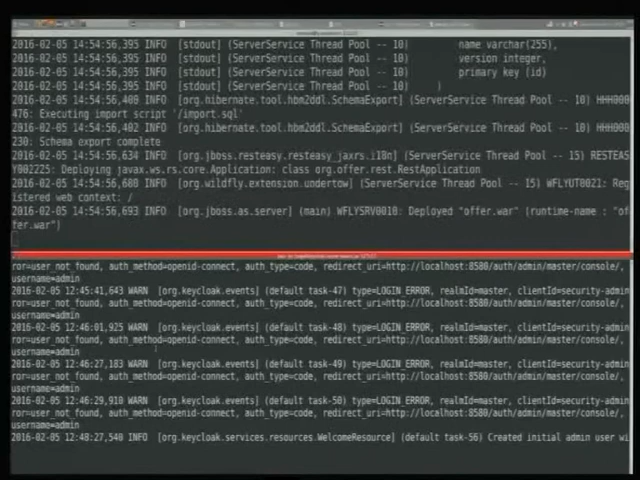 2016-02-05 14:54:56,395 INFO [stdout] (ServerService Thread Pool -- 10) name varchar(255),
2016-02-05 14:54:56,395 INFO [stdout] (ServerService Thread Pool -- 10) version integer,
2016-02-05 14:54:56,395 INFO [stdout] (ServerService Thread Pool -- 10) primary key (id)
2016-02-05 14:54:56,395 INFO [stdout] (ServerService Thread Pool -- 10) )
2016-02-05 14:54:56,400 INFO [org.hibernate.tool.hbm2ddl.SchemaExport] (ServerService Thread Pool -- 10) HHH000
476: Executing import script '/import.sql'
2016-02-05 14:54:56,402 INFO [org.hibernate.tool.hbm2ddl.SchemaExport] (ServerService Thread Pool -- 10) HHH000
230: Schema export complete
2016-02-05 14:54:56,634 INFO [org.jboss.resteasy.resteasy_jaxrs.i18n] (ServerService Thread Pool -- 15) RESTEAS
Y002225: Deploying javax.ws.rs.core.Application: class org.offer.rest.RestApplication
2016-02-05 14:54:56,680 INFO [org.wildfly.extension.undertow] (ServerService Thread Pool -- 15) WFLYUT0021: Reg
istered web context: /
2016-02-05 14:54:56,693 INFO [org.jboss.as.server] (main) WFLYSRV0010: Deployed "offer.war" (runtime-name : "of
fer.war")
ror=user_not_found, auth_method=openid-connect, auth_type=code, redirect_uri=http://localhost:8580/auth/admin/master/console/,
username=admin
2016-02-05 12:45:41,643 WARN [org.keycloak.events] (default task-47) type=LOGIN_ERROR, realmId=master, clientId=security-admin
ror=user_not_found, auth_method=openid-connect, auth_type=code, redirect_uri=http://localhost:8580/auth/admin/master/console/,
username=admin
2016-02-05 12:46:01,925 WARN [org.keycloak.events] (default task-48) type=LOGIN_ERROR, realmId=master, clientId=security-admin
ror=user_not_found, auth_method=openid-connect, auth_type=code, redirect_uri=http://localhost:8580/auth/admin/master/console/,
username=admin
2016-02-05 12:46:27,183 WARN [org.keycloak.events] (default task-49) type=LOGIN_ERROR, realmId=master, clientId=security-admin
ror=user_not_found, auth_method=openid-connect, auth_type=code, redirect_uri=http://localhost:8580/auth/admin/master/console/,
username=admin
2016-02-05 12:46:29,910 WARN [org.keycloak.events] (default task-50) type=LOGIN_ERROR, realmId=master, clientId=security-admin
ror=user_not_found, auth_method=openid-connect, auth_type=code, redirect_uri=http://localhost:8580/auth/admin/master/console/,
username=admin
2016-02-05 12:48:27,540 INFO [org.keycloak.services.resources.WelcomeResource] (default task-56) Created initial admin user wi